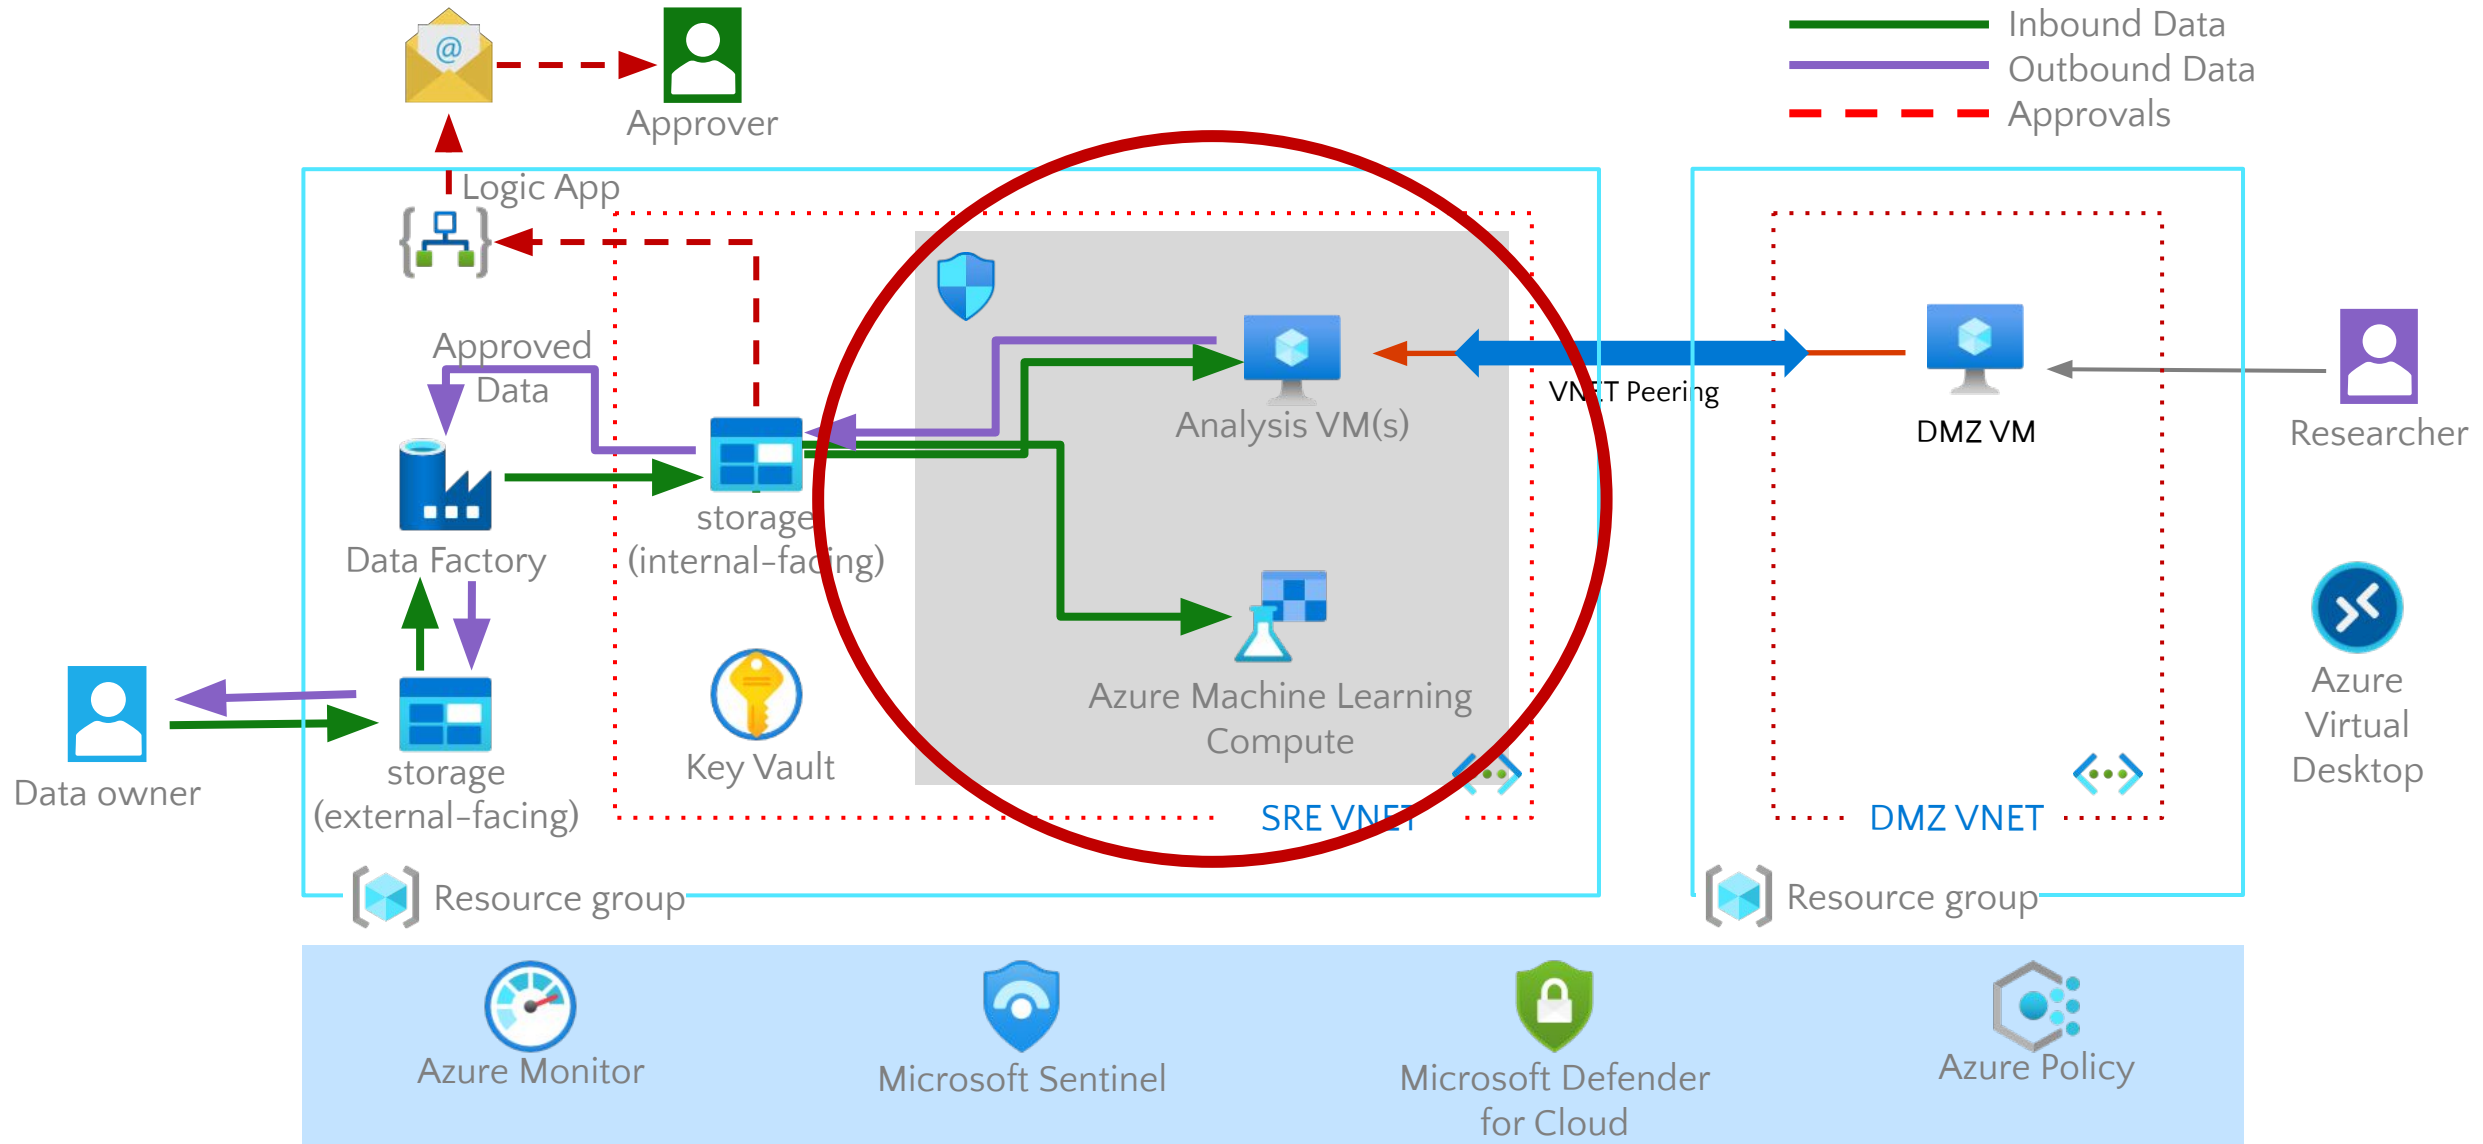 Inbound Data
Outbound Data
Approvals
@
Approver
Logic App
Approved
Data
VNET Peering
Analysis VM(s)
DMZ VM
Researcher
storage
(internal-facing)
Data Factory
Azure Machine Learning
Compute
Key Vault
Azure
Virtual
Desktop
Data owner
storage
(external-facing)
SRE VNET
DMZ VNET
Resource group
Resource group
Azure Monitor
Microsoft Sentinel
Microsoft Defender
for Cloud
Azure Policy